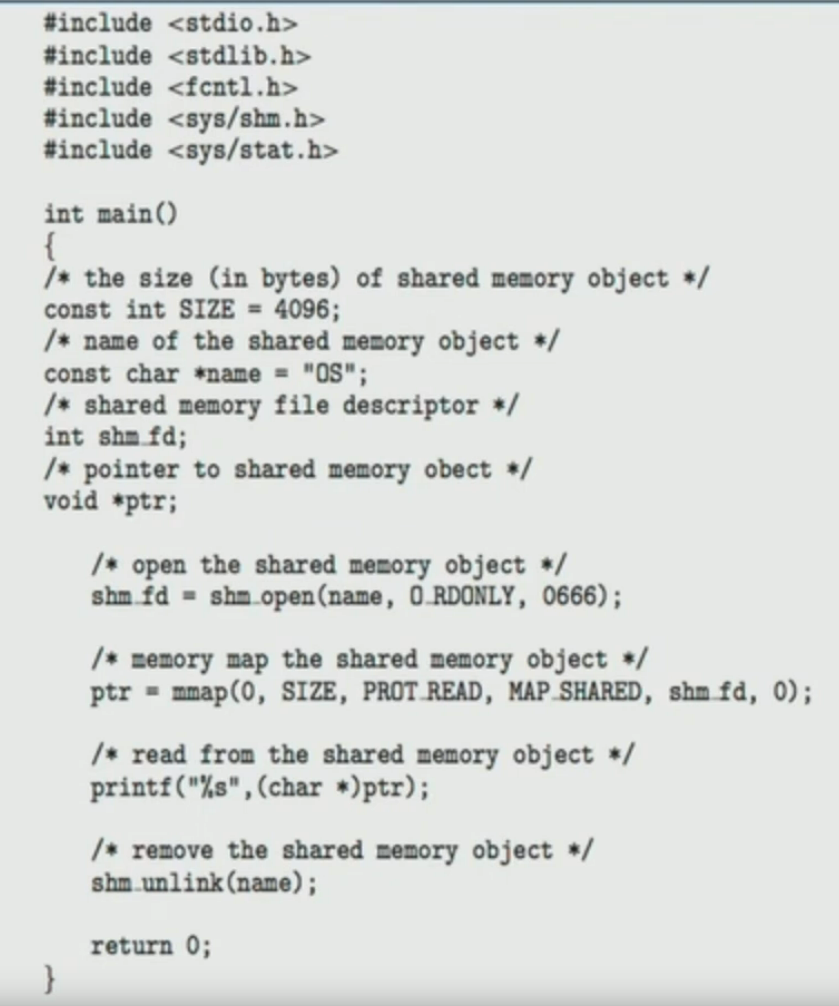 #include <stdio.h>
#include <stdlib.h>
#include <fcntl.h>
#include <sys/shm.h>
#include <sys/stat.h>
int main()
{
/* the size (in bytes) of shared memory object */
const int SIZE = 4096;
/* name of the shared memory object */
const char *name = "OS";
/* shared memory file descriptor */
int shm_fd;
/* pointer to shared memory obect */
void *ptr;
/* open the shared memory object */
shm_fd = shm_open(name, O_RDONLY, 0666);
/* memory map the shared memory object */
ptr = mmap(0, SIZE, PROT_READ, MAP_SHARED, shm_fd, 0);
/* read from the shared memory object */
printf("%s",(char *)ptr);
/* remove the shared memory object */
shm_unlink(name);
return 0;
}